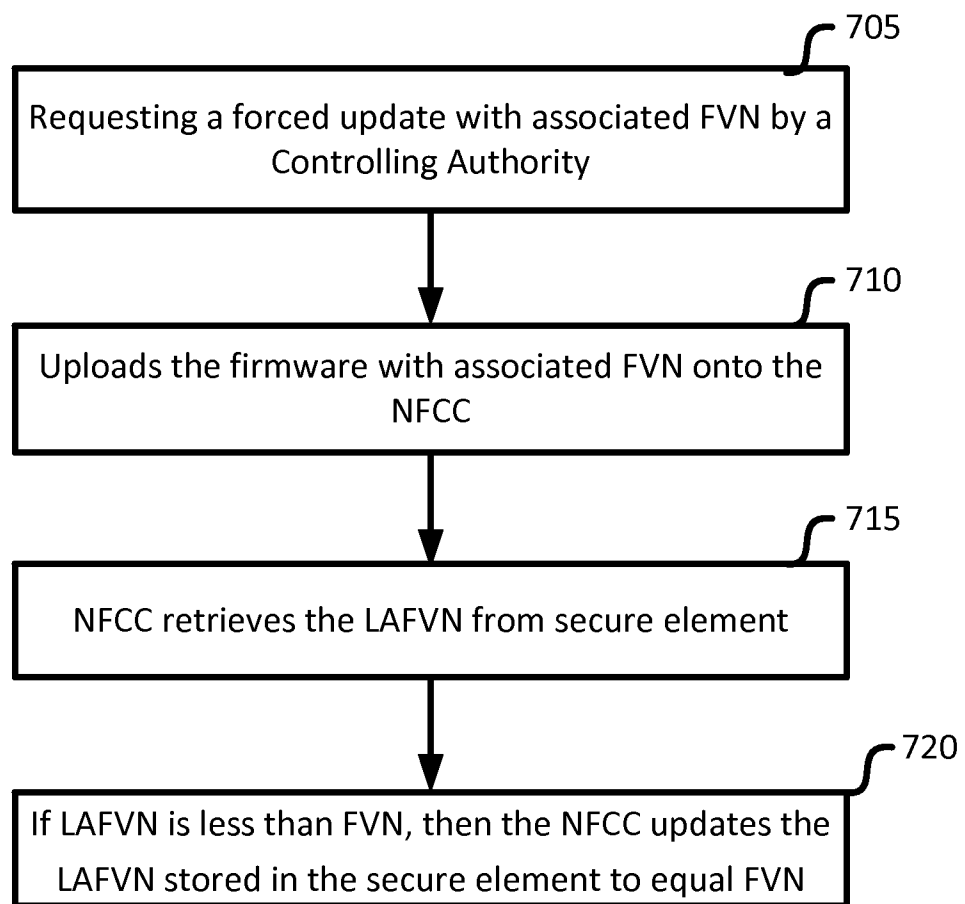 705
Requesting a forced update with associated FVN by a
Controlling Authority
710
Uploads the firmware with associated FVN onto the
NFCC
715
NFCC retrieves the LAFVN from secure element
720
If LAFVN is less than FVN, then the NFCC updates the
LAFVN stored in the secure element to equal FVN